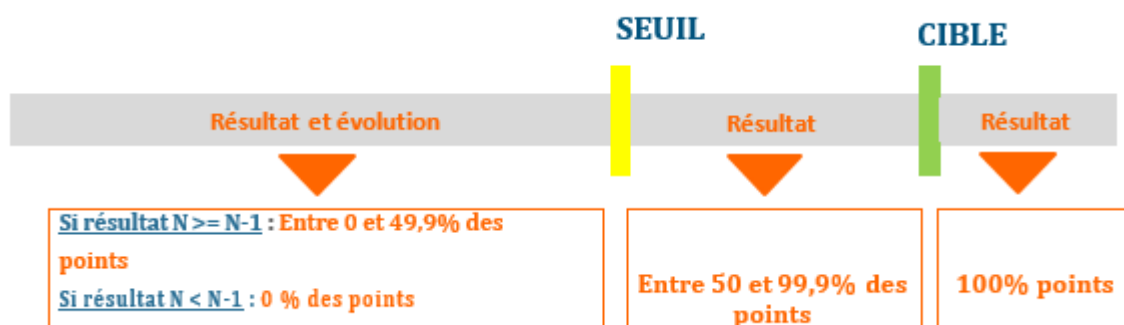 SEUIL
CIBLE
Résultat et évolution
Résultat
Résultat
Si résultat N >= N-1 : Entre 0 et 49,9% des
points
Si résultat N < N-1 : 0 % des points
Entre 50 et 99,9% des
points
100% points